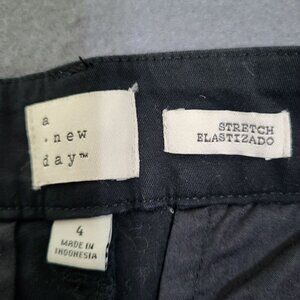 a
.new
day™
STRETCH
ELASTIZADO
4
MADE IN
INDONESIA